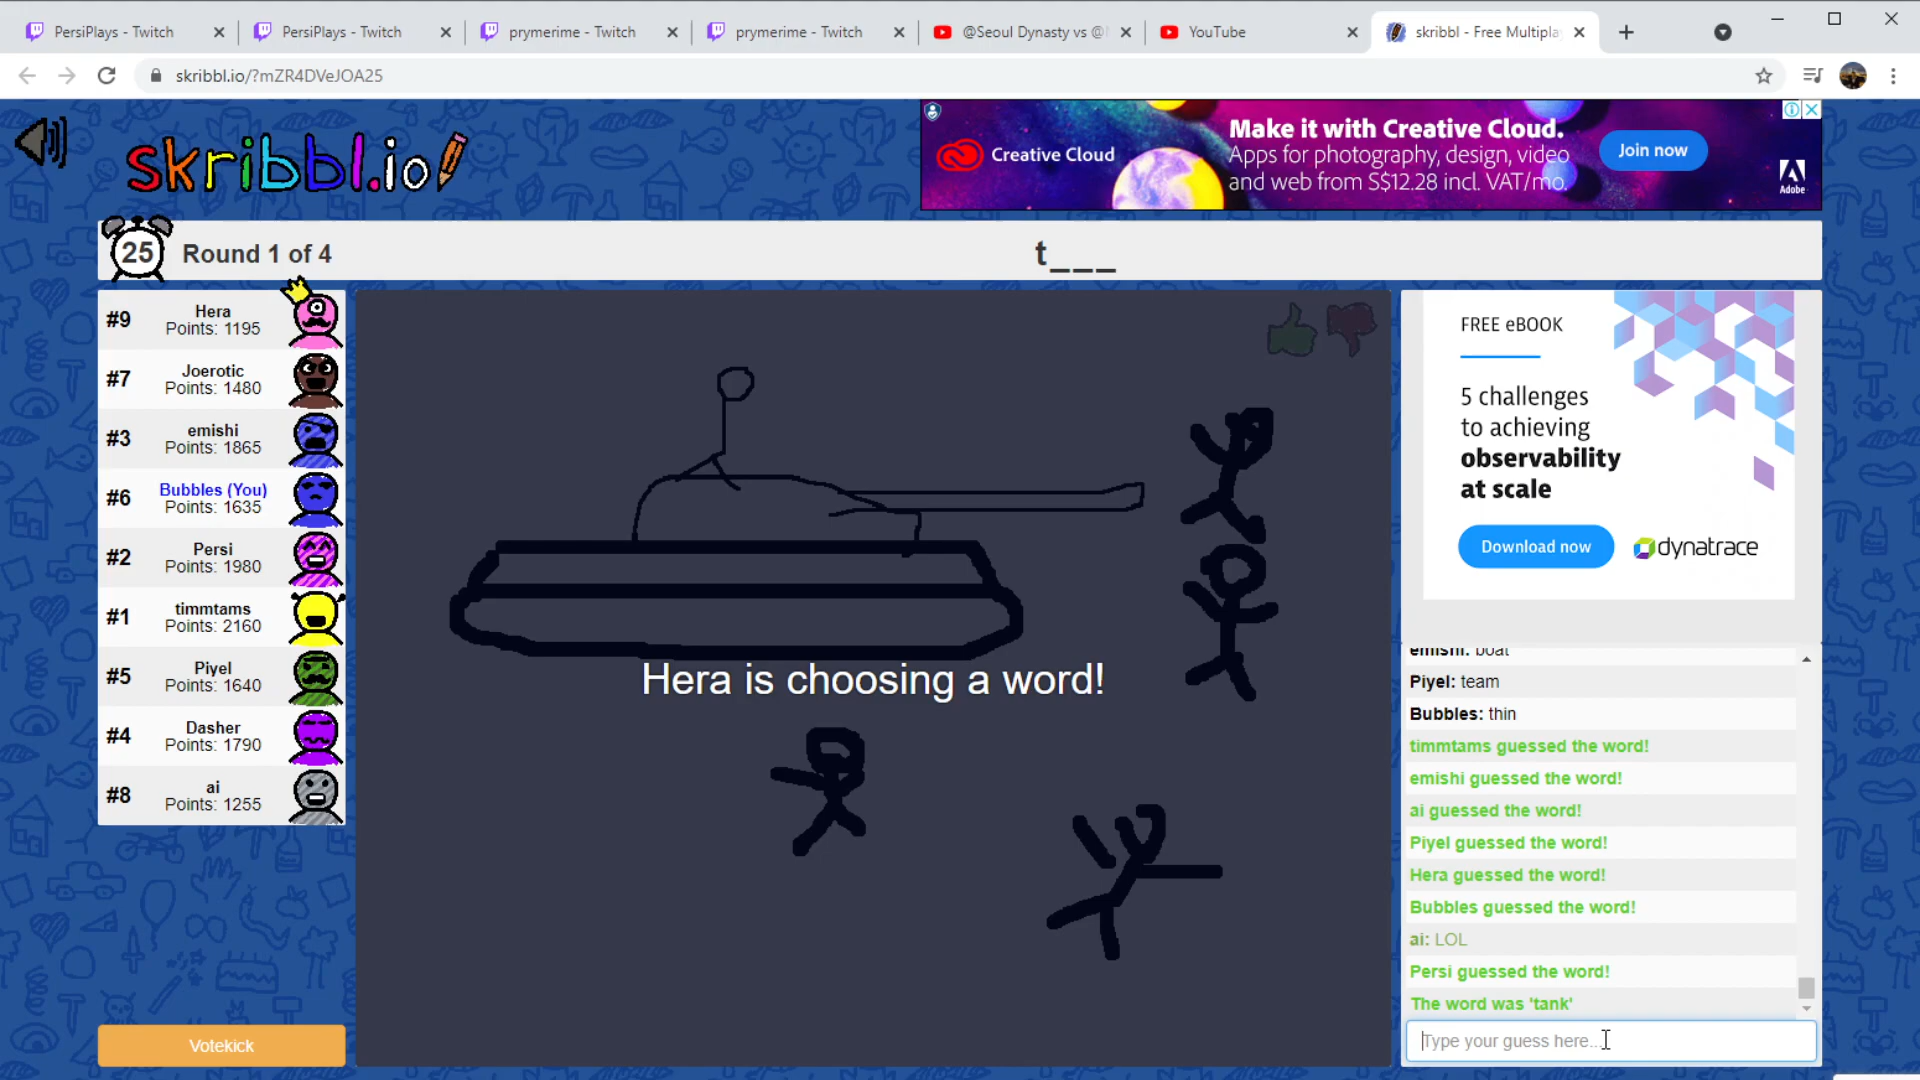 PersiPlays - Twitch
PersiPlays - Twitch
prymerime - Twitch
prymerime - Twitch
@Seoul Dynasty vs @
YouTube
skribbl - Free Multipla
skribbl.io/?mZR4DVeJOA25
skribbl.io
Creative Cloud
Make it with Creative Cloud.
Apps for photography, design, video
and web from S$12.28 incl. VAT/mo.
Join now
Adobe
25
Round 1 of 4
t___
#9
Hera
Points: 1195
#7
Joerotic
Points: 1480
#3
emishi
Points: 1865
#6
Bubbles (You)
Points: 1635
#2
Persi
Points: 1980
#1
timmtams
Points: 2160
#5
Piyel
Points: 1640
#4
Dasher
Points: 1790
#8
ai
Points: 1255
Votekick
Hera is choosing a word!
FREE eBOOK
5 challenges
to achieving
observability
at scale
Download now
dynatrace
emishi: boat
Piyel: team
Bubbles: thin
timmtams guessed the word!
emishi guessed the word!
ai guessed the word!
Piyel guessed the word!
Hera guessed the word!
Bubbles guessed the word!
ai: LOL
Persi guessed the word!
The word was 'tank'
Type your guess here...